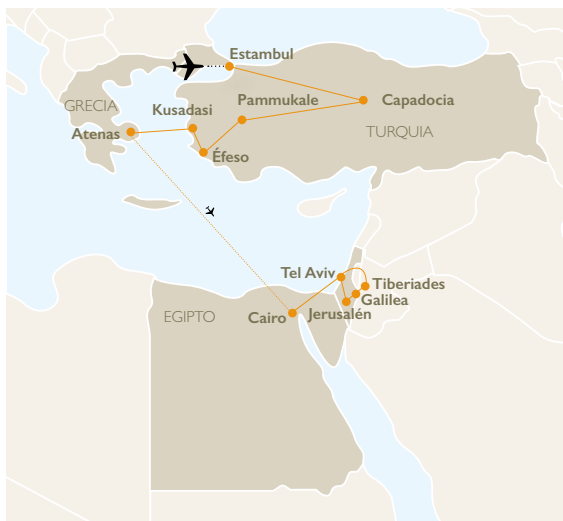 Estambul
GRECIA
Kusadasi
Pammukale
Capadocia
Atenas
TURQUIA
Éfeso
Tel Aviv
Tiberiades
Galilea
EGIPTO
Cairo
Jerusalén